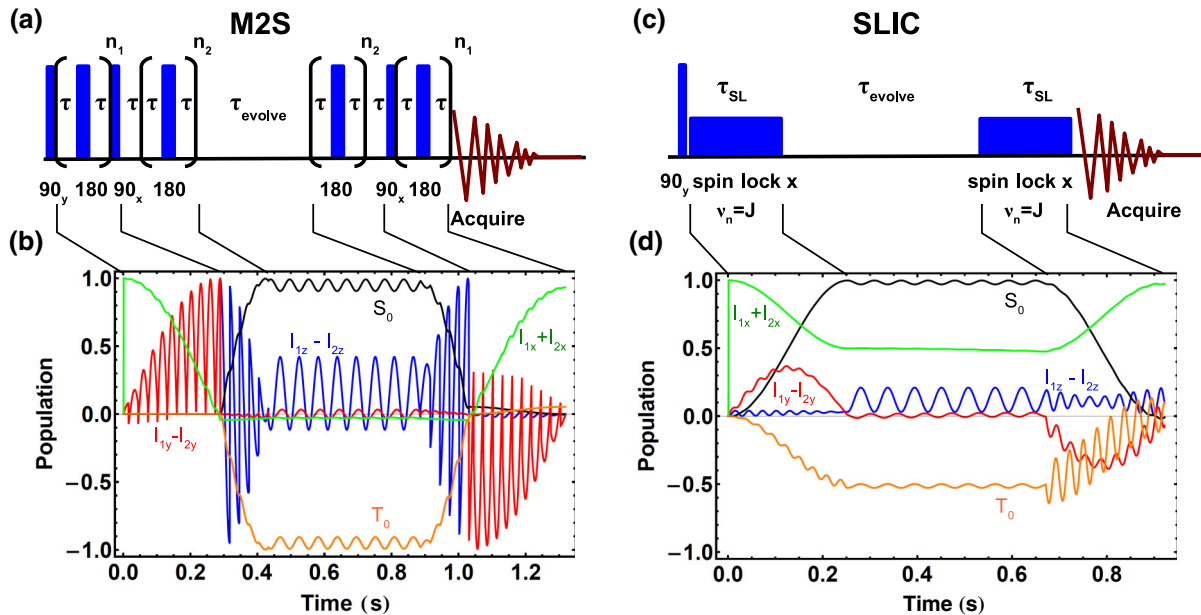 (a) M2S
n1 n2 n2 n1
τ τ τ τ τ τevolve τ τ τ τ τ
90y 180 90x 180 180 90x 180
Acquire
(b)
Population
1.0
0.5
0.0
−0.5
−1.0
S0
I1x+I2x
I1z − I2z
I1y−I2y
T0
0.0 0.2 0.4 0.6 0.8 1.0 1.2
Time (s)
(c) SLIC
τSL τevolve τSL
90y spin lock x spin lock x
νn=J νn=J
Acquire
(d)
Population
1.0
0.5
0.0
−0.5
−1.0
S0
I1x+I2x
I1y−I2y
I1z − I2z
T0
0.0 0.2 0.4 0.6 0.8
Time (s)